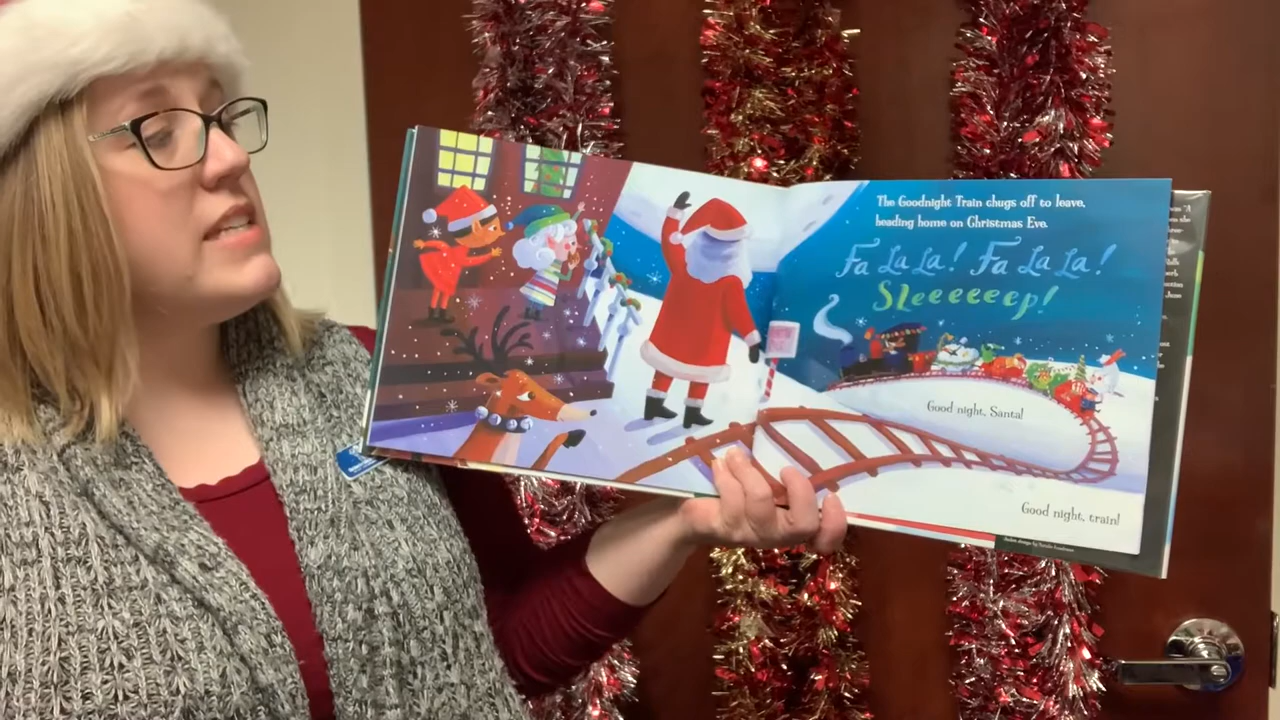 The Goodnight Train chugs off to leave,
heading home on Christmas Eve.
Fa La La! Fa La La!
Sleeeeeep!
Good night, Santa!
Good night, train!